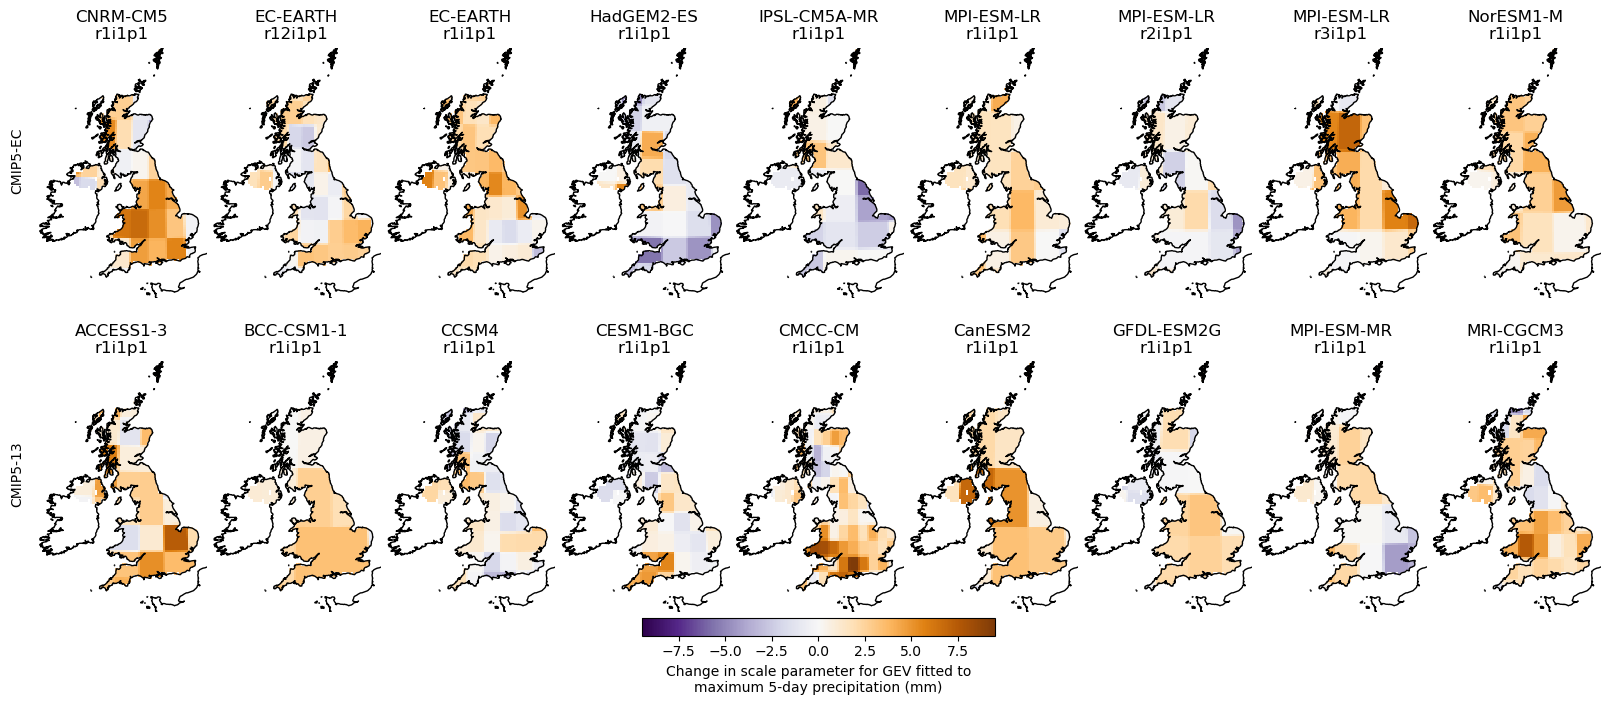 CNRM-CM5
r1i1p1
EC-EARTH
r12i1p1
EC-EARTH
r1i1p1
HadGEM2-ES
r1i1p1
IPSL-CM5A-MR
r1i1p1
MPI-ESM-LR
r1i1p1
MPI-ESM-LR
r2i1p1
MPI-ESM-LR
r3i1p1
NorESM1-M
r1i1p1
CMIP5-EC
ACCESS1-3
r1i1p1
BCC-CSM1-1
r1i1p1
CCSM4
r1i1p1
CESM1-BGC
r1i1p1
CMCC-CM
r1i1p1
CanESM2
r1i1p1
GFDL-ESM2G
r1i1p1
MPI-ESM-MR
r1i1p1
MRI-CGCM3
r1i1p1
CMIP5-13
−7.5 −5.0 −2.5 0.0 2.5 5.0 7.5
Change in scale parameter for GEV fitted to
maximum 5-day precipitation (mm)